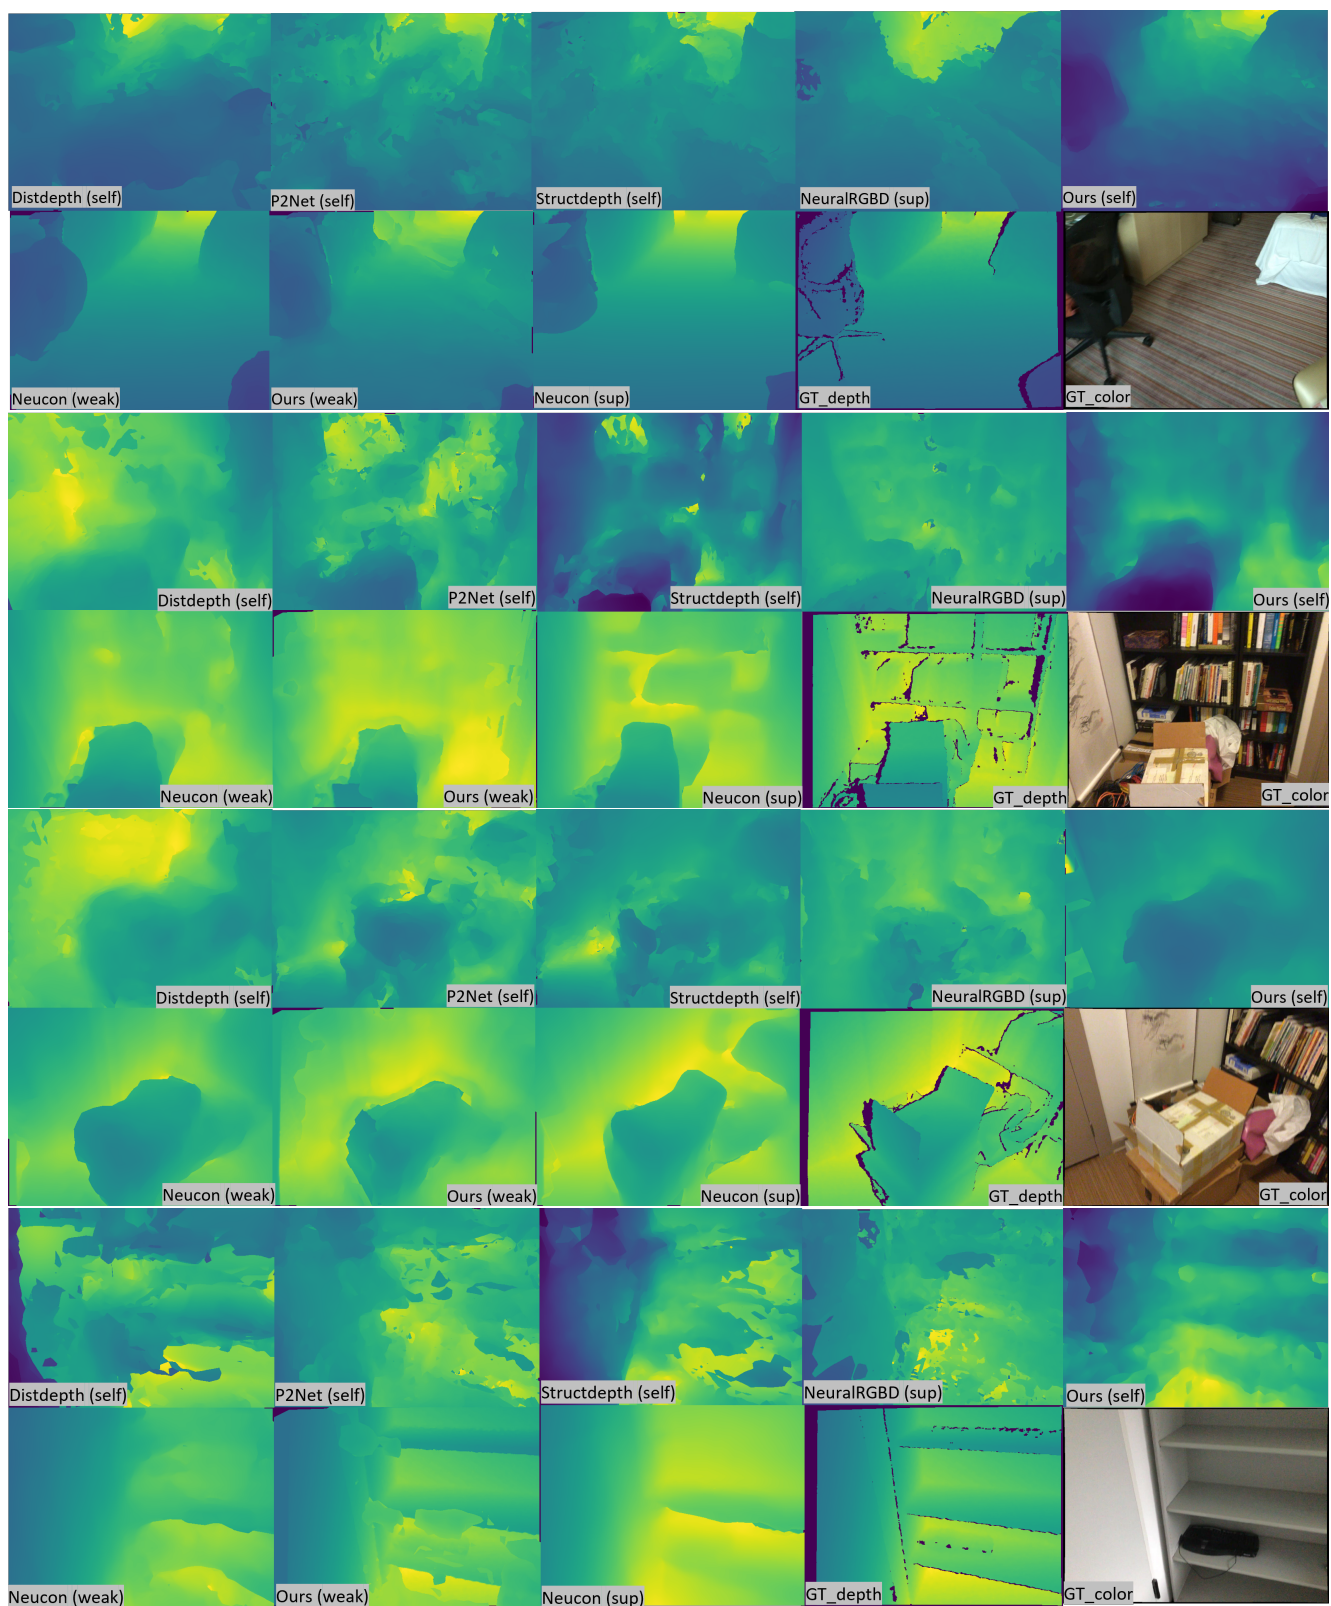 Distdepth (self)
P2Net (self)
Structdepth (self)
NeuralRGBD (sup)
Ours (self)
Neucon (weak)
Ours (weak)
Neucon (sup)
GT_depth
GT_color
Distdepth (self)
P2Net (self)
Structdepth (self)
NeuralRGBD (sup)
Ours (self)
Neucon (weak)
Ours (weak)
Neucon (sup)
GT_depth
GT_color
Distdepth (self)
P2Net (self)
Structdepth (self)
NeuralRGBD (sup)
Ours (self)
Neucon (weak)
Ours (weak)
Neucon (sup)
GT_depth
GT_color
Distdepth (self)
P2Net (self)
Structdepth (self)
NeuralRGBD (sup)
Ours (self)
Neucon (weak)
Ours (weak)
Neucon (sup)
GT_depth
GT_color